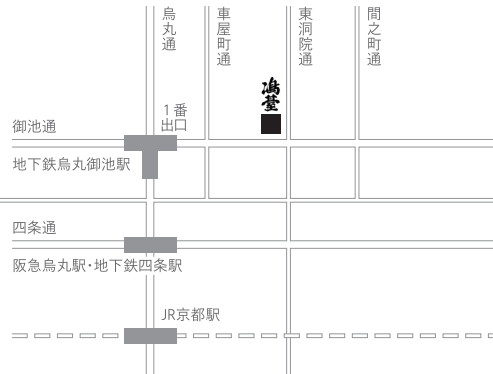 烏丸通
車屋町通
東洞院通
間之町通
嶋臺
1番
出口
御池通
地下鉄烏丸御池駅
四条通
阪急烏丸駅・地下鉄四条駅
JR京都駅